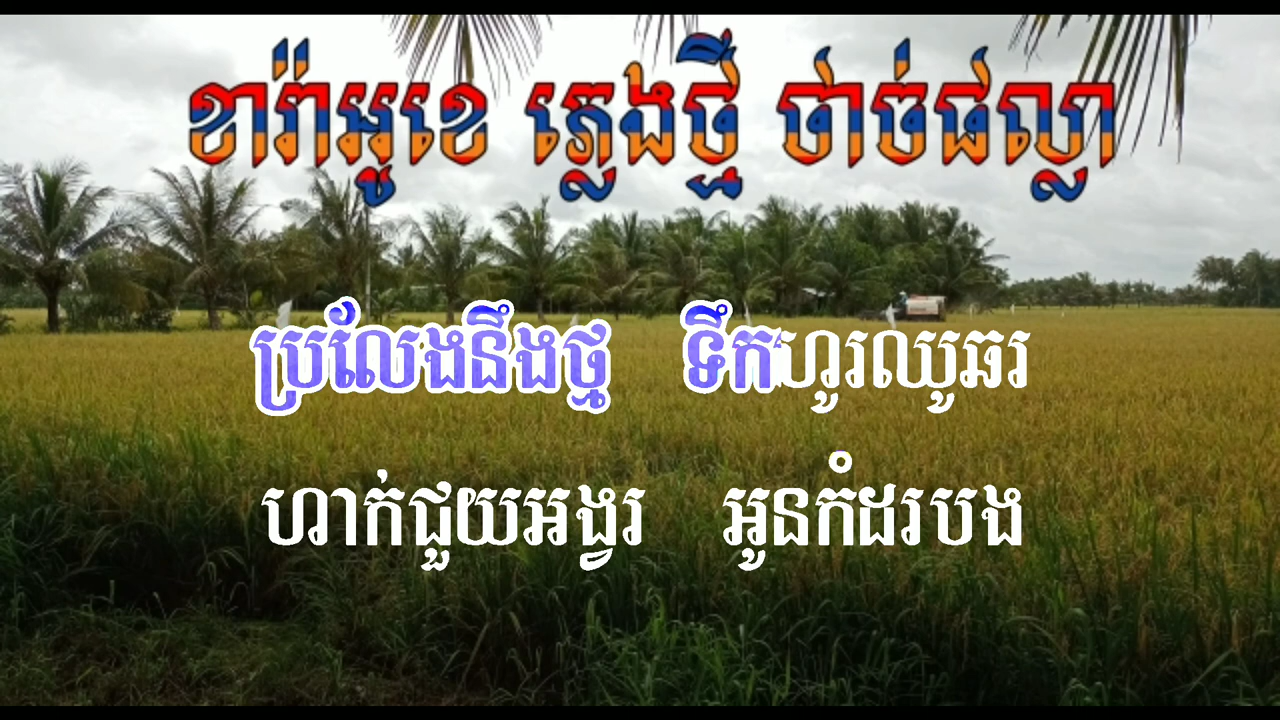 ខារ៉ាអូខេ ភ្លេងថ្មី ថាច់ផល្លា
ប្រលែងនឹងថ្ម ទឹកហូរឈូឆរ
ហាក់ជួយអង្វរ អូនកំដរបង